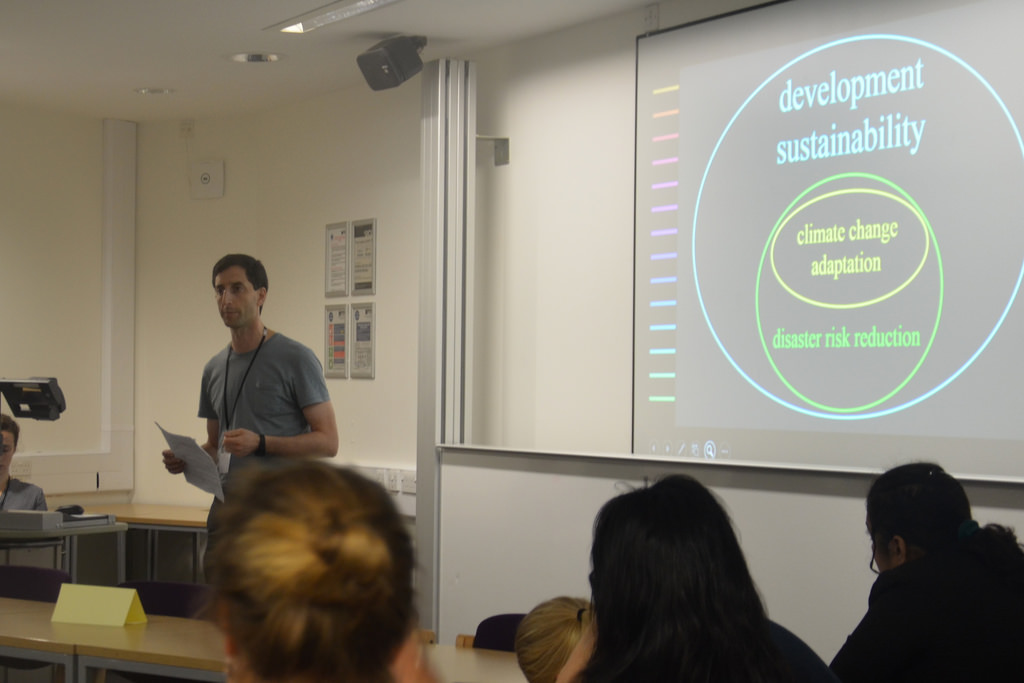 development
sustainability
climate change
adaptation
disaster risk reduction